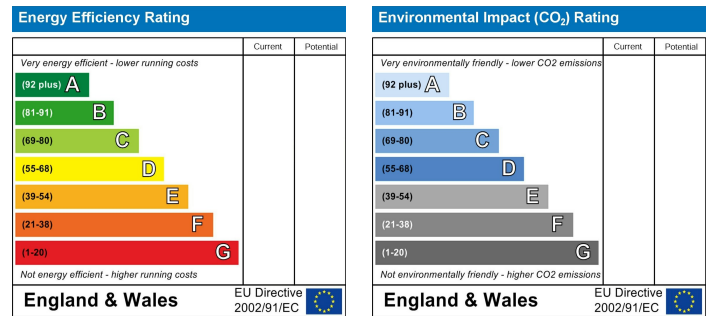 Energy Efficiency Rating
Current Potential
Very energy efficient - lower running costs
(92 plus) A
(81-91) B
(69-80) C
(55-68) D
(39-54) E
(21-38) F
(1-20) G
Not energy efficient - higher running costs
England & Wales
EU Directive
2002/91/EC
Environmental Impact (CO₂) Rating
Current Potential
Very environmentally friendly - lower CO2 emissions
(92 plus) A
(81-91) B
(69-80) C
(55-68) D
(39-54) E
(21-38) F
(1-20) G
Not environmentally friendly - higher CO2 emissions
England & Wales
EU Directive
2002/91/EC